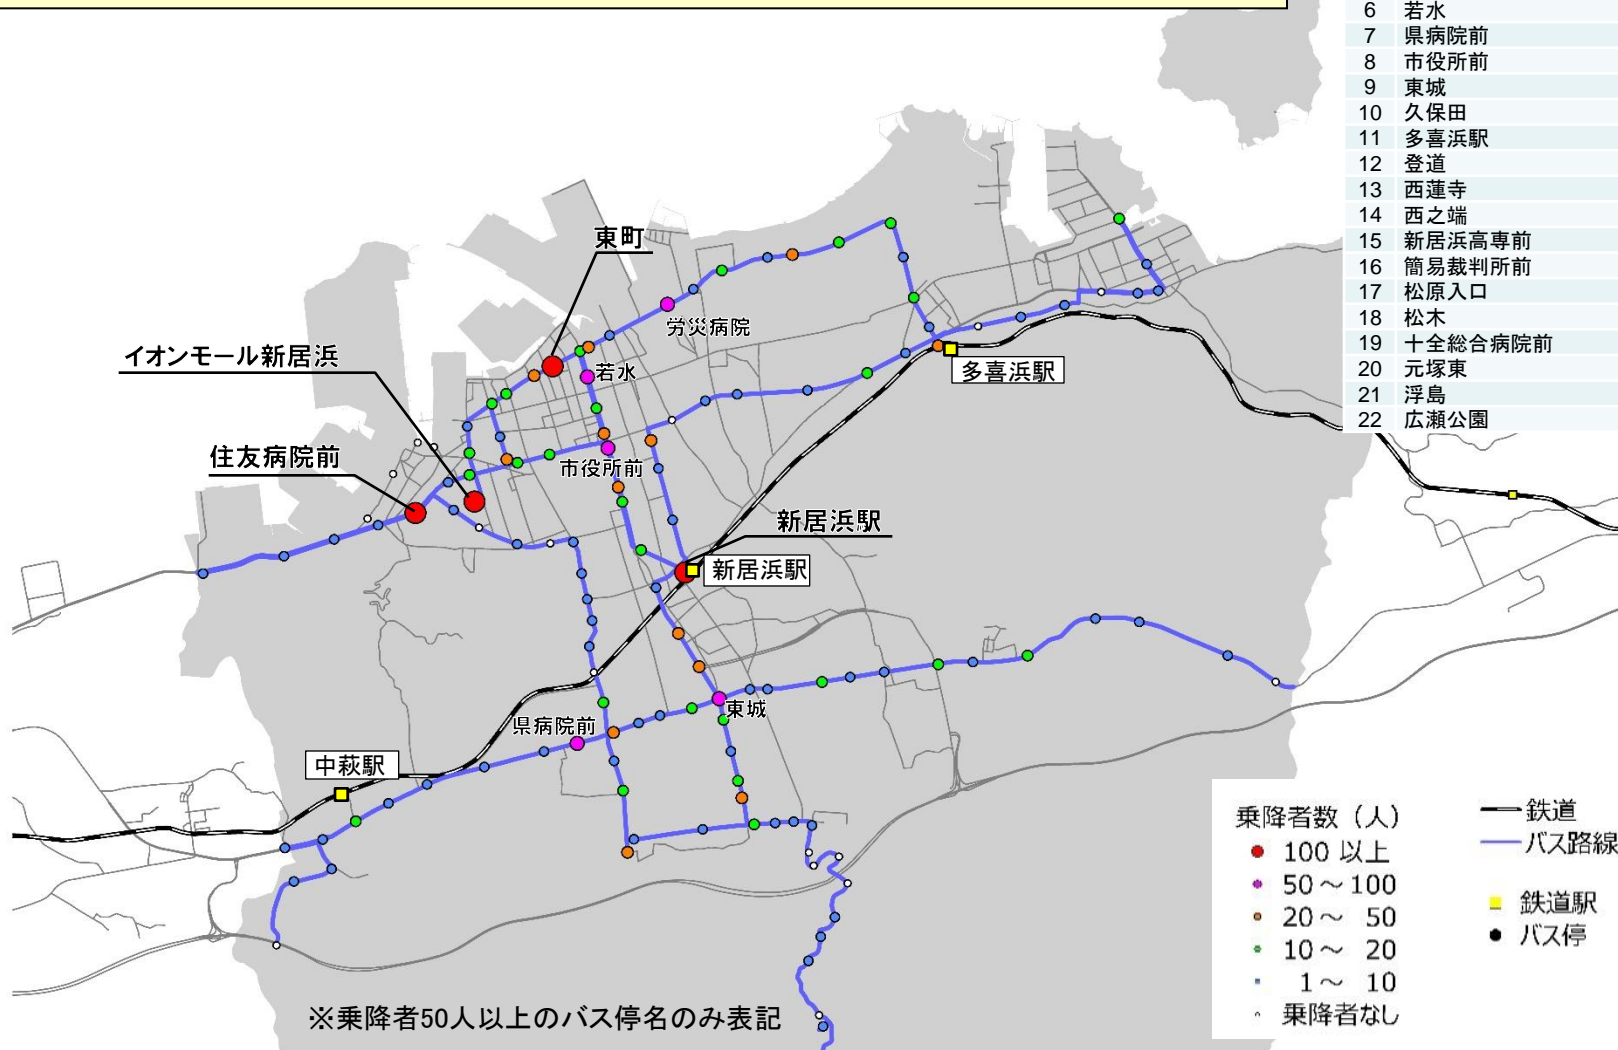 6 若水
7 県病院前
8 市役所前
9 東城
10 久保田
11 多喜浜駅
12 登道
13 西蓮寺
14 西之端
15 新居浜高専前
16 簡易裁判所前
17 松原入口
18 松木
19 十全総合病院前
20 元塚東
21 浮島
22 広瀬公園
東町
労災病院
イオンモール新居浜
若水
多喜浜駅
住友病院前
市役所前
新居浜駅
新居浜駅
東城
県病院前
中萩駅
乗降者数（人）
100 以上
50～100
20～ 50
10～ 20
1～ 10
乗降者なし
鉄道
バス路線
鉄道駅
バス停
※乗降者50人以上のバス停名のみ表記